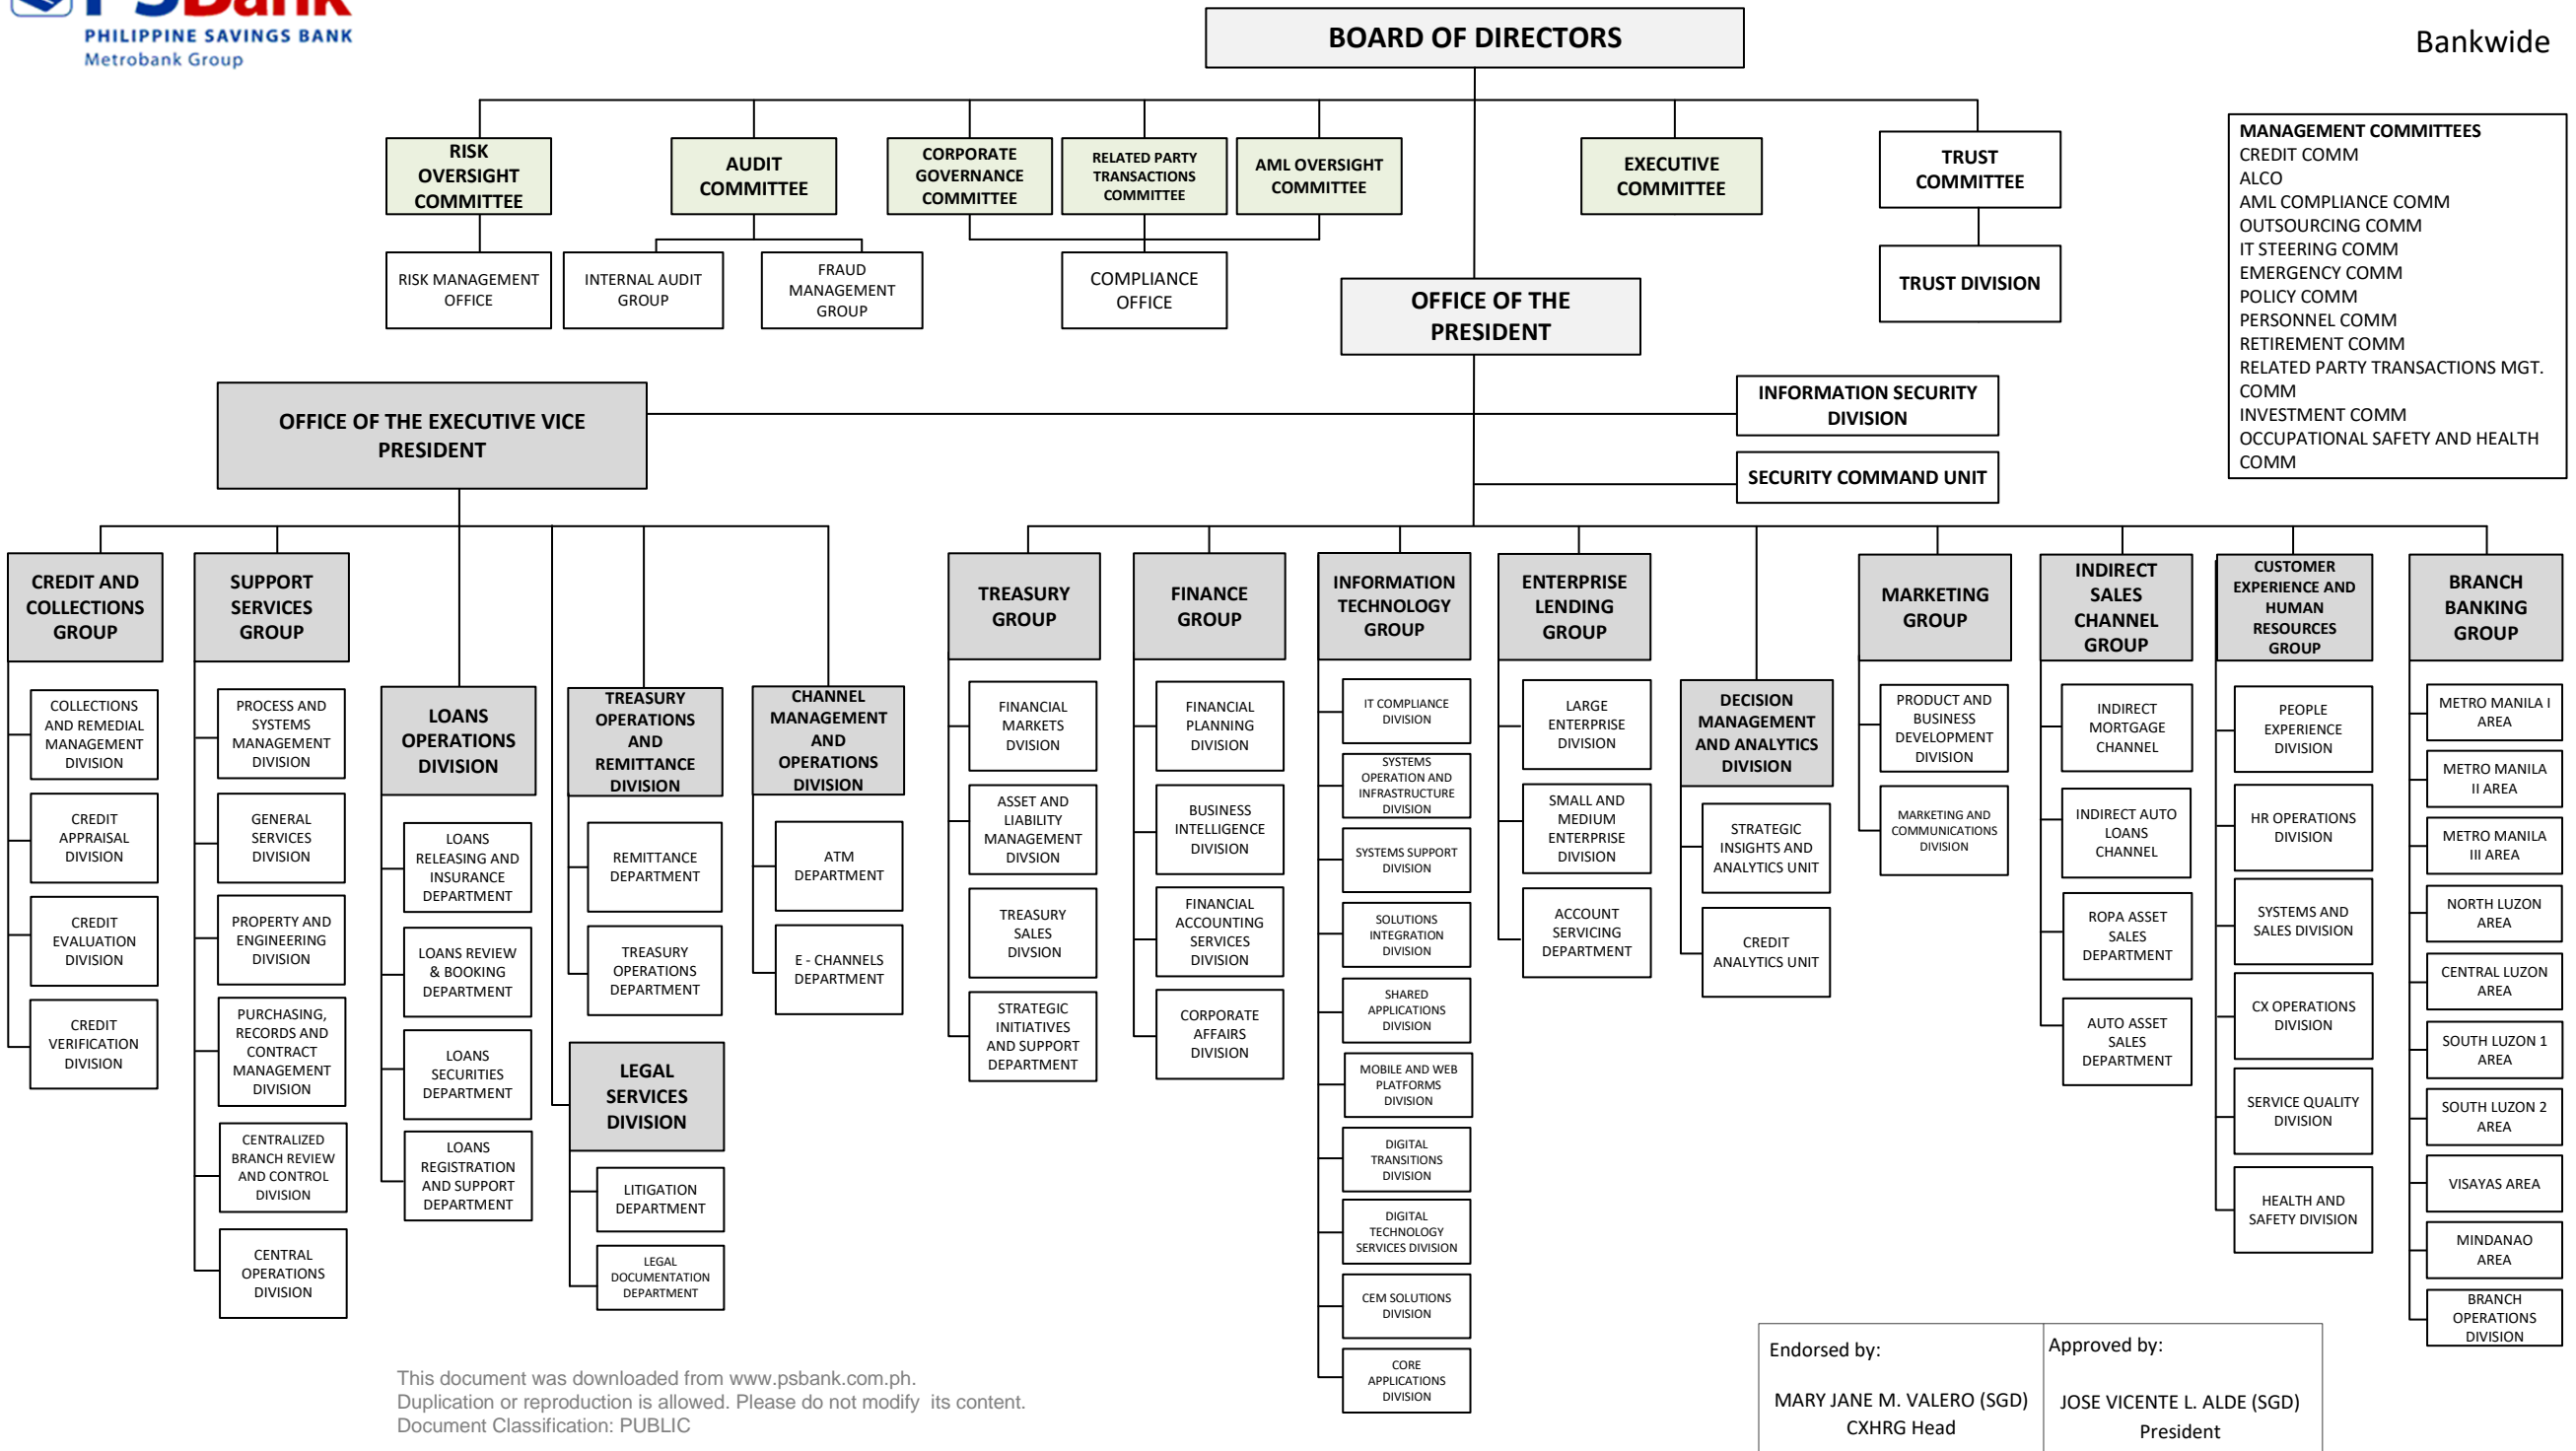 PSBank
PHILIPPINE SAVINGS BANK
Metrobank Group
BOARD OF DIRECTORS
Bankwide
RISK
OVERSIGHT
COMMITTEE
AUDIT
COMMITTEE
CORPORATE
GOVERNANCE
COMMITTEE
RELATED PARTY
TRANSACTIONS
COMMITTEE
AML OVERSIGHT
COMMITTEE
EXECUTIVE
COMMITTEE
TRUST
COMMITTEE
MANAGEMENT COMMITTEES
CREDIT COMM
ALCO
AML COMPLIANCE COMM
OUTSOURCING COMM
IT STEERING COMM
EMERGENCY COMM
POLICY COMM
PERSONNEL COMM
RETIREMENT COMM
RELATED PARTY TRANSACTIONS MGT.
COMM
INVESTMENT COMM
OCCUPATIONAL SAFETY AND HEALTH
COMM
RISK MANAGEMENT
OFFICE
INTERNAL AUDIT
GROUP
FRAUD
MANAGEMENT
GROUP
COMPLIANCE
OFFICE
OFFICE OF THE
PRESIDENT
TRUST DIVISION
OFFICE OF THE EXECUTIVE VICE
PRESIDENT
INFORMATION SECURITY
DIVISION
SECURITY COMMAND UNIT
CREDIT AND
COLLECTIONS
GROUP
COLLECTIONS
AND REMEDIAL
MANAGEMENT
DIVISION
CREDIT
APPRAISAL
DIVISION
CREDIT
EVALUATION
DIVISION
CREDIT
VERIFICATION
DIVISION
SUPPORT
SERVICES
GROUP
PROCESS AND
SYSTEMS
MANAGEMENT
DIVISION
GENERAL
SERVICES
DIVISION
PROPERTY AND
ENGINEERING
DIVISION
PURCHASING,
RECORDS AND
CONTRACT
MANAGEMENT
DIVISION
CENTRALIZED
BRANCH REVIEW
AND CONTROL
DIVISION
CENTRAL
OPERATIONS
DIVISION
LOANS
OPERATIONS
DIVISION
LOANS
RELEASING AND
INSURANCE
DEPARTMENT
LOANS REVIEW
& BOOKING
DEPARTMENT
LOANS
SECURITIES
DEPARTMENT
LOANS
REGISTRATION
AND SUPPORT
DEPARTMENT
TREASURY
OPERATIONS
AND
REMITTANCE
DIVISION
REMITTANCE
DEPARTMENT
TREASURY
OPERATIONS
DEPARTMENT
LEGAL
SERVICES
DIVISION
LITIGATION
DEPARTMENT
LEGAL
DOCUMENTATION
DEPARTMENT
CHANNEL
MANAGEMENT
AND
OPERATIONS
DIVISION
ATM
DEPARTMENT
E - CHANNELS
DEPARTMENT
TREASURY
GROUP
FINANCIAL
MARKETS
DIVISION
ASSET AND
LIABILITY
MANAGEMENT
DIVSION
TREASURY
SALES
DIVSION
STRATEGIC
INITIATIVES
AND SUPPORT
DEPARTMENT
FINANCE
GROUP
FINANCIAL
PLANNING
DIVISION
BUSINESS
INTELLIGENCE
DIVISION
FINANCIAL
ACCOUNTING
SERVICES
DIVISION
CORPORATE
AFFAIRS
DIVISION
INFORMATION
TECHNOLOGY
GROUP
IT COMPLIANCE
DIVISION
SYSTEMS
OPERATION AND
INFRASTRUCTURE
DIVISION
SYSTEMS SUPPORT
DIVISION
SOLUTIONS
INTEGRATION
DIVISION
SHARED
APPLICATIONS
DIVISION
MOBILE AND WEB
PLATFORMS
DIVISION
DIGITAL
TRANSITIONS
DIVISION
DIGITAL
TECHNOLOGY
SERVICES DIVISION
CEM SOLUTIONS
DIVISION
CORE
APPLICATIONS
DIVISION
ENTERPRISE
LENDING
GROUP
LARGE
ENTERPRISE
DIVISION
SMALL AND
MEDIUM
ENTERPRISE
DIVISION
ACCOUNT
SERVICING
DEPARTMENT
DECISION
MANAGEMENT
AND ANALYTICS
DIVISION
STRATEGIC
INSIGHTS AND
ANALYTICS UNIT
CREDIT
ANALYTICS UNIT
MARKETING
GROUP
PRODUCT AND
BUSINESS
DEVELOPMENT
DIVISION
MARKETING AND
COMMUNICATIONS
DIVISION
INDIRECT
SALES
CHANNEL
GROUP
INDIRECT
MORTGAGE
CHANNEL
INDIRECT AUTO
LOANS
CHANNEL
ROPA ASSET
SALES
DEPARTMENT
AUTO ASSET
SALES
DEPARTMENT
CUSTOMER
EXPERIENCE AND
HUMAN
RESOURCES
GROUP
PEOPLE
EXPERIENCE
DIVISION
HR OPERATIONS
DIVISION
SYSTEMS AND
SALES DIVISION
CX OPERATIONS
DIVISION
SERVICE QUALITY
DIVISION
HEALTH AND
SAFETY DIVISION
BRANCH
BANKING
GROUP
METRO MANILA I
AREA
METRO MANILA
II AREA
METRO MANILA
III AREA
NORTH LUZON
AREA
CENTRAL LUZON
AREA
SOUTH LUZON 1
AREA
SOUTH LUZON 2
AREA
VISAYAS AREA
MINDANAO
AREA
BRANCH
OPERATIONS
DIVISION
This document was downloaded from www.psbank.com.ph.
Duplication or reproduction is allowed. Please do not modify its content.
Document Classification: PUBLIC
Endorsed by:
MARY JANE M. VALERO (SGD)
CXHRG Head
Approved by:
JOSE VICENTE L. ALDE (SGD)
President